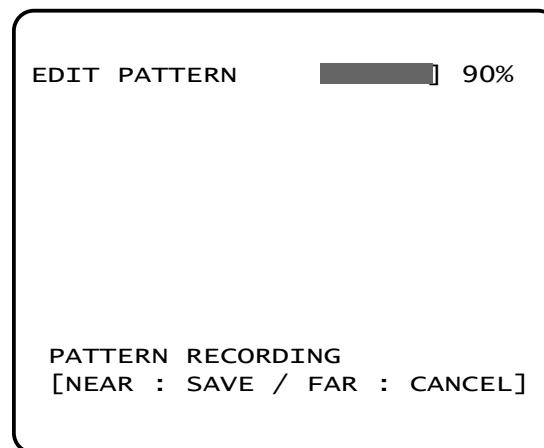 EDIT PATTERN ] 90%
PATTERN RECORDING
[NEAR : SAVE / FAR : CANCEL]